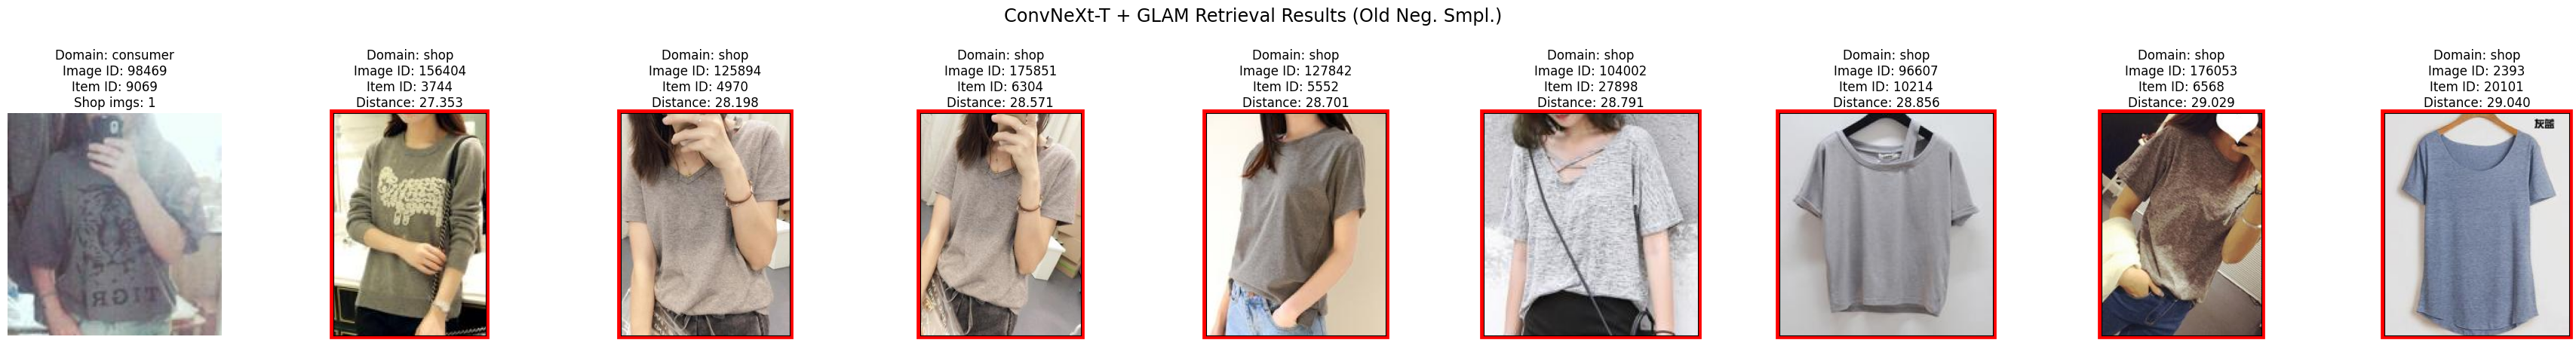 ConvNeXt-T + GLAM Retrieval Results (Old Neg. Smpl.)
Domain: consumer
Image ID: 98469
Item ID: 9069
Shop imgs: 1
Domain: shop
Image ID: 156404
Item ID: 3744
Distance: 27.353
Domain: shop
Image ID: 125894
Item ID: 4970
Distance: 28.198
Domain: shop
Image ID: 175851
Item ID: 6304
Distance: 28.571
Domain: shop
Image ID: 127842
Item ID: 5552
Distance: 28.701
Domain: shop
Image ID: 104002
Item ID: 27898
Distance: 28.791
Domain: shop
Image ID: 96607
Item ID: 10214
Distance: 28.856
Domain: shop
Image ID: 176053
Item ID: 6568
Distance: 29.029
Domain: shop
Image ID: 2393
Item ID: 20101
Distance: 29.040
TIGRI
灰蓝